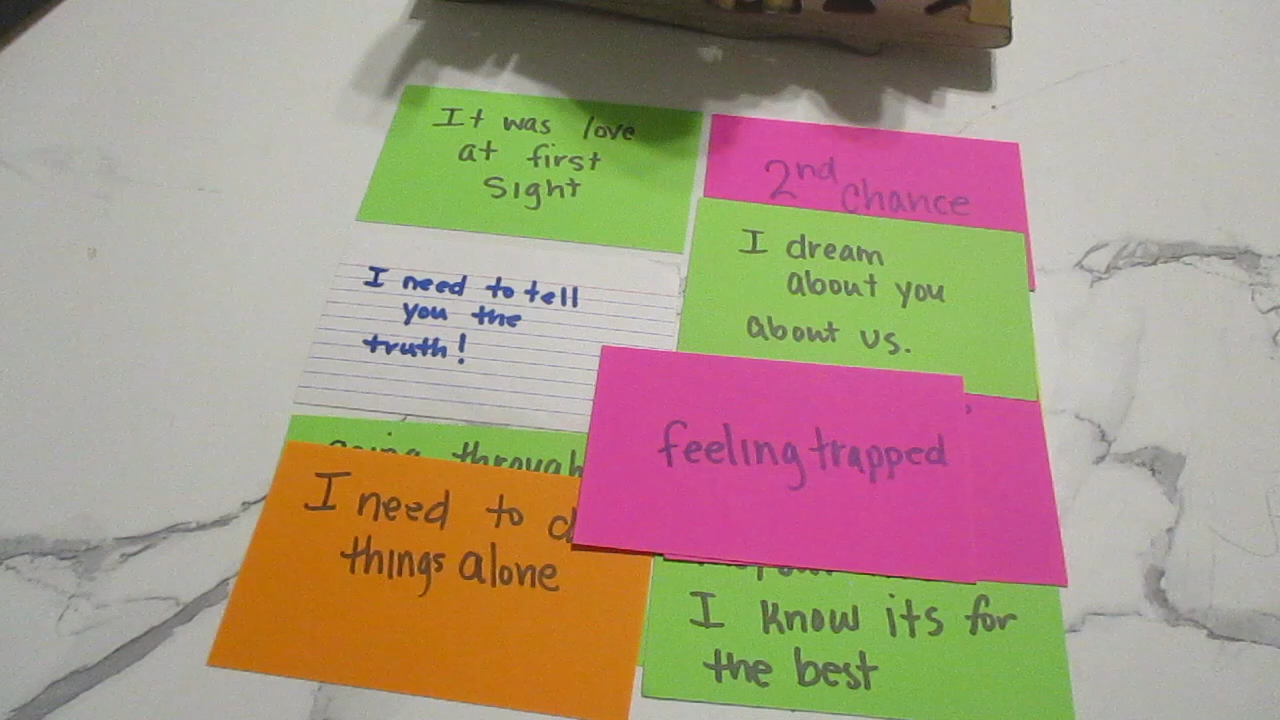 It was love
at first
sight
2nd
chance
I need to tell
you the
truth!
I dream
about you
about us.
feeling trapped
through
I need to
things alone
I know its for
the best